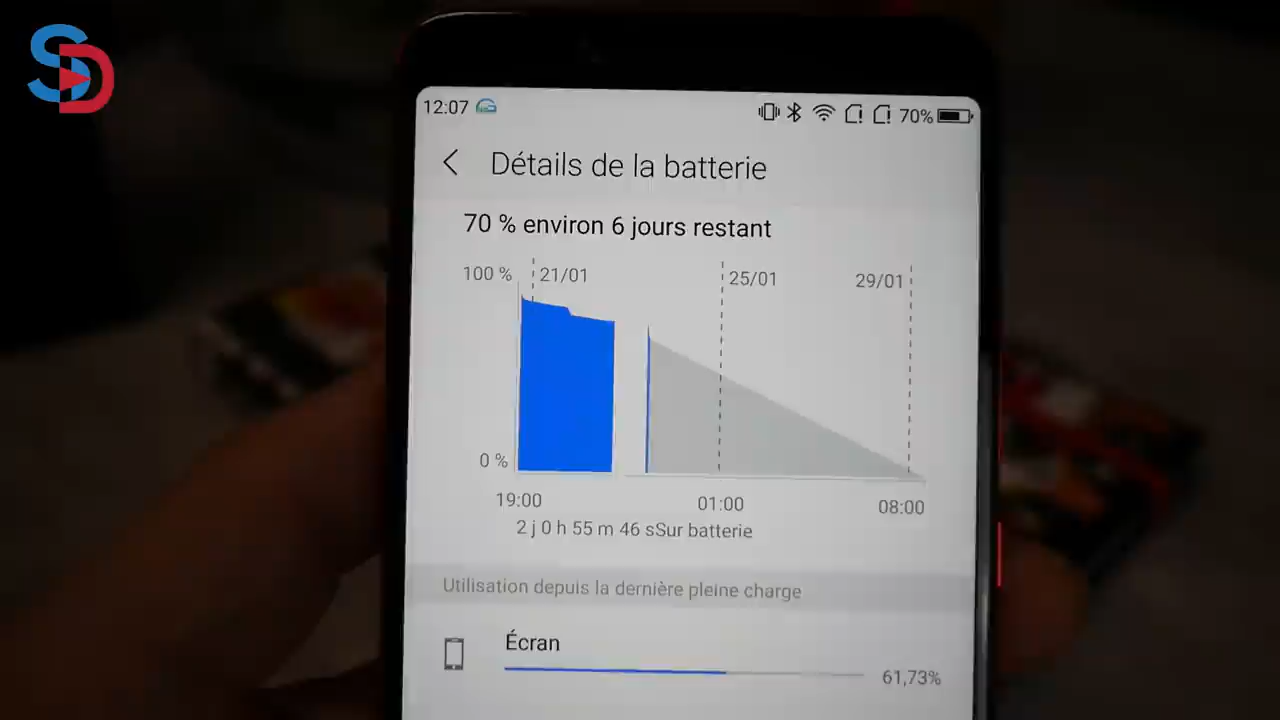 SD
12:07 70%
Détails de la batterie
70 % environ 6 jours restant
100 % 21/01 25/01 29/01
0 %
19:00 01:00 08:00
2 j 0 h 55 m 46 sSur batterie
Utilisation depuis la dernière pleine charge
Écran
61,73%